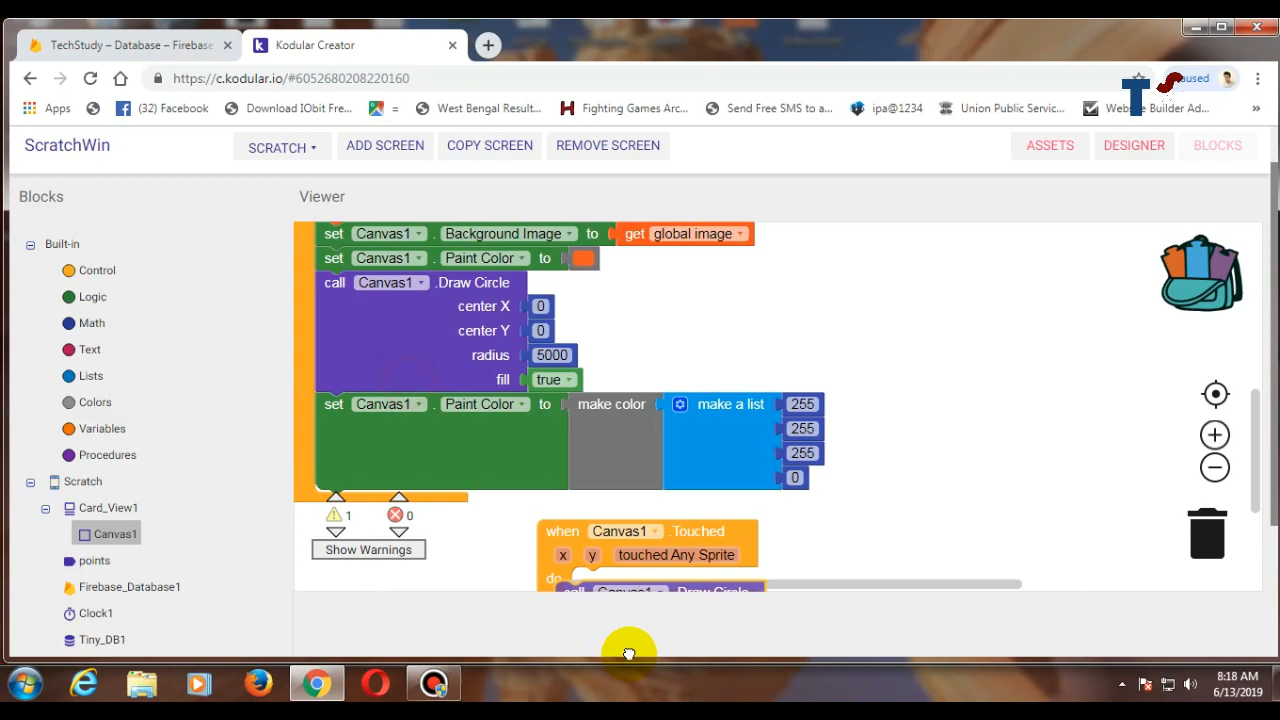 TechStudy – Database – Firebase
Kodular Creator
https://c.kodular.io/#6052680208220160
aused
Apps
(32) Facebook
Download IObit Fre...
=
West Bengal Result...
Fighting Games Arc...
Send Free SMS to a...
ipa@1234
Union Public Servic...
Website Builder Ad...
»
TS
ScratchWin
SCRATCH
ADD SCREEN
COPY SCREEN
REMOVE SCREEN
ASSETS
DESIGNER
BLOCKS
Blocks
Viewer
Built-in
Control
Logic
Math
Text
Lists
Colors
Variables
Procedures
Scratch
Card_View1
Canvas1
points
Firebase_Database1
Clock1
Tiny_DB1
set Canvas1 . Background Image to get global image
set Canvas1 . Paint Color to
call Canvas1 .Draw Circle
center X 0
center Y 0
radius 5000
fill true
set Canvas1 . Paint Color to make color make a list 255
255
255
0
1 0
Show Warnings
when Canvas1 .Touched
x y touched Any Sprite
do
call Canvas1 .Draw Circle
8:18 AM
6/13/2019